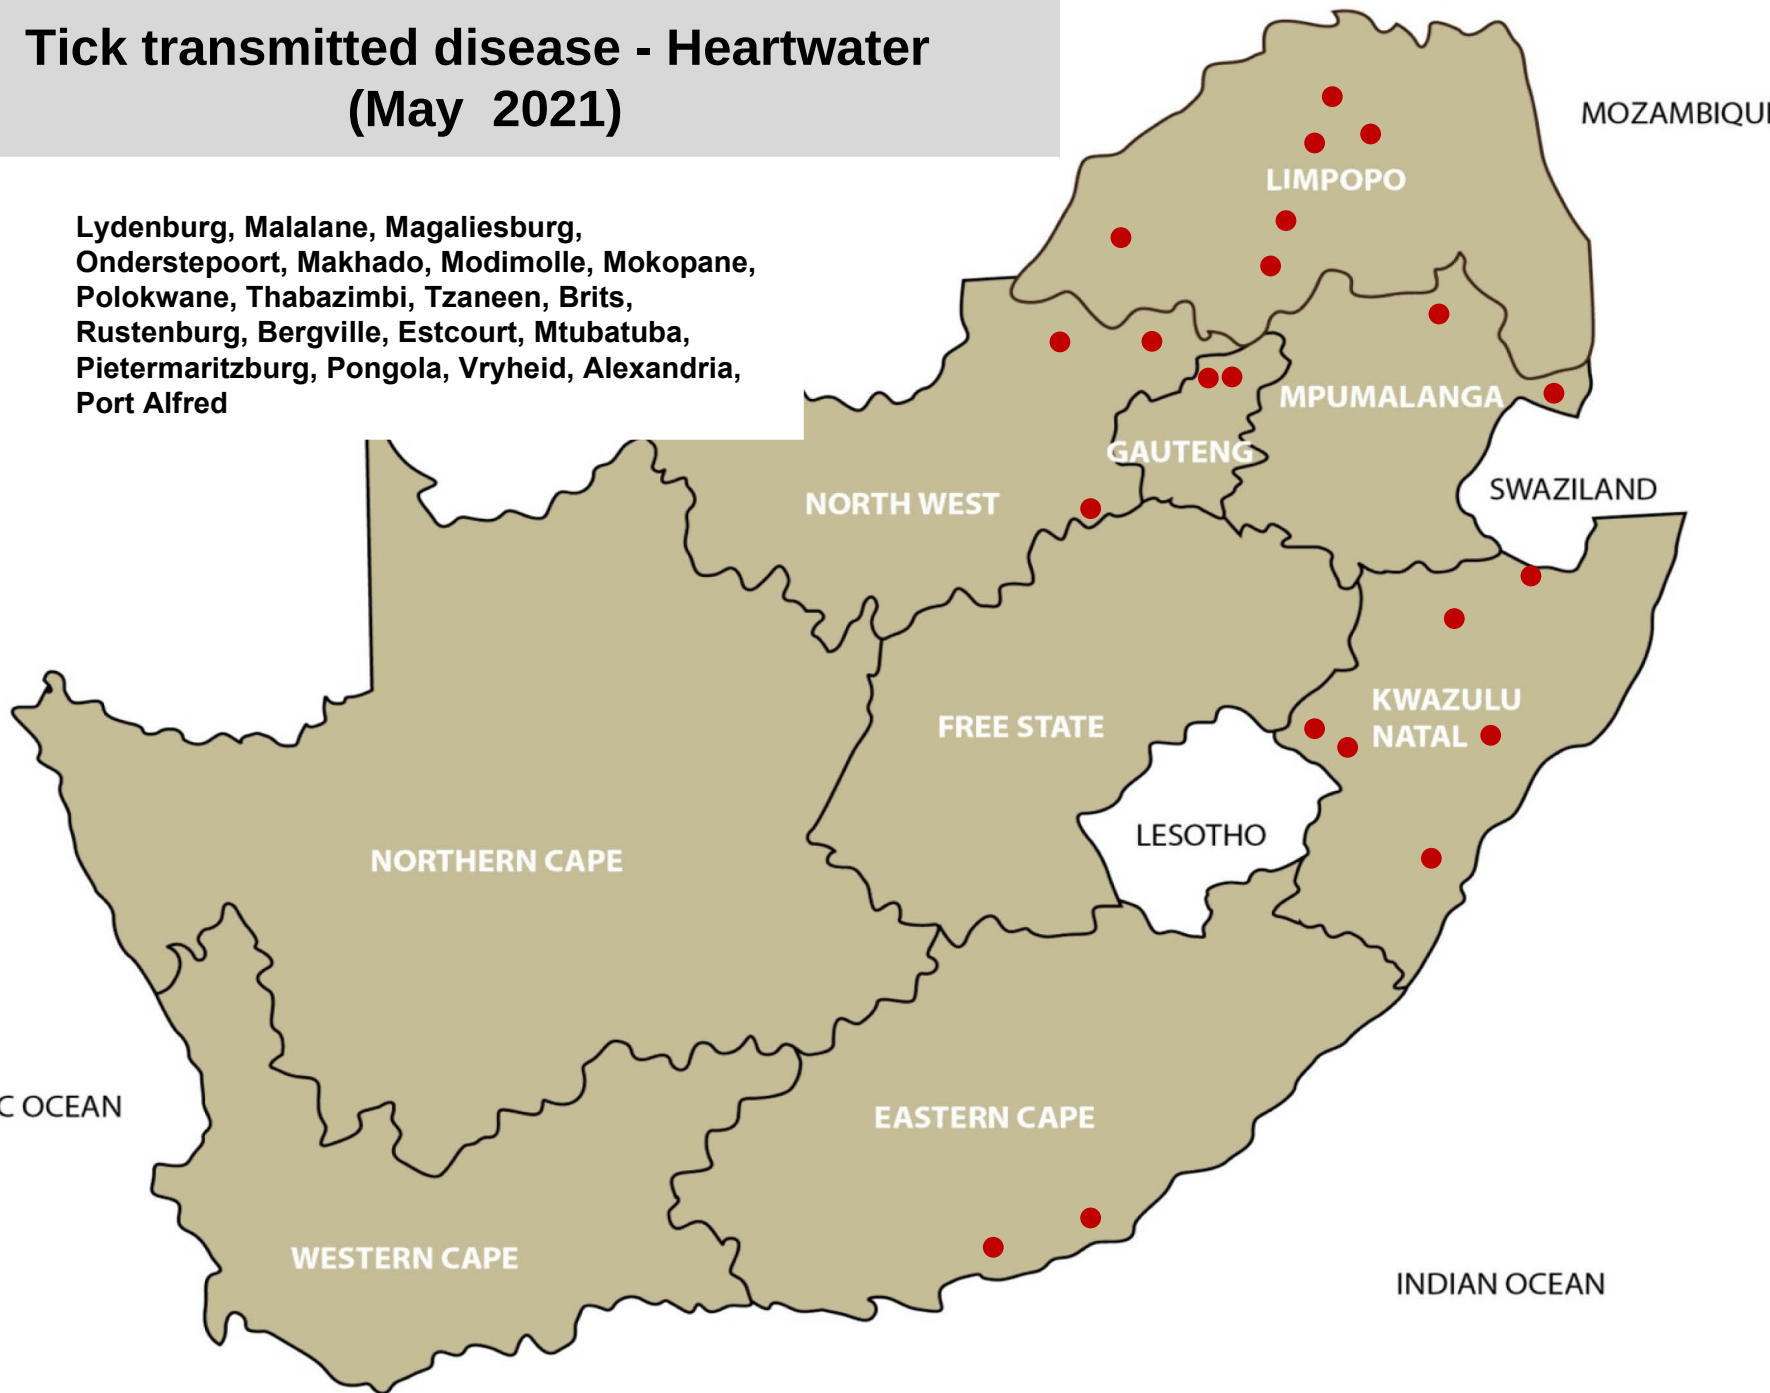 Tick transmitted disease - Heartwater
(May 2021)
MOZAMBIQU
LIMPOPO
Lydenburg, Malalane, Magaliesburg,
Onderstepoort, Makhado, Modimolle, Mokopane,
Polokwane, Thabazimbi, Tzaneen, Brits,
Rustenburg, Bergville, Estcourt, Mtubatuba,
Pietermaritzburg, Pongola, Vryheid, Alexandria,
Port Alfred
MPUMALANGA
GAUTENG
SWAZILAND
NORTH WEST
KWAZULU
NATAL
FREE STATE
LESOTHO
NORTHERN CAPE
C OCEAN
EASTERN CAPE
WESTERN CAPE
INDIAN OCEAN